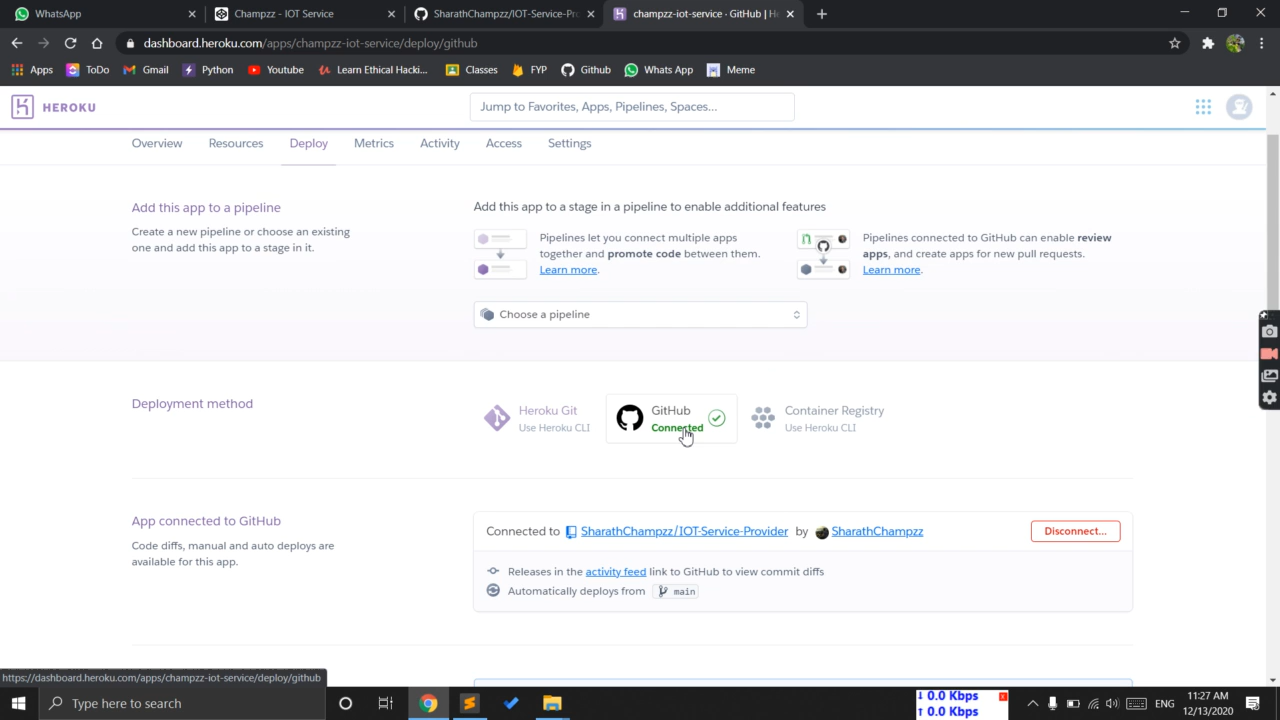 WhatsApp
Champzz - IOT Service
SharathChampzz/IOT-Service-Pro
champzz-iot-service · GitHub | He
dashboard.heroku.com/apps/champzz-iot-service/deploy/github
Apps ToDo Gmail Python Youtube Learn Ethical Hacki... Classes FYP Github Whats App Meme
HEROKU
Jump to Favorites, Apps, Pipelines, Spaces...
Overview Resources Deploy Metrics Activity Access Settings
Add this app to a pipeline
Create a new pipeline or choose an existing
one and add this app to a stage in it.
Add this app to a stage in a pipeline to enable additional features
Pipelines let you connect multiple apps
together and promote code between them.
Learn more.
Pipelines connected to GitHub can enable review
apps, and create apps for new pull requests.
Learn more.
Choose a pipeline
Deployment method
Heroku Git
Use Heroku CLI
GitHub
Connected
Container Registry
Use Heroku CLI
App connected to GitHub
Code diffs, manual and auto deploys are
available for this app.
Connected to SharathChampzz/IOT-Service-Provider by SharathChampzz
Disconnect...
Releases in the activity feed link to GitHub to view commit diffs
Automatically deploys from main
https://dashboard.heroku.com/apps/champzz-iot-service/deploy/github
Type here to search
↓ 0.0 Kbps
↑ 0.0 Kbps
ENG
11:27 AM
12/13/2020